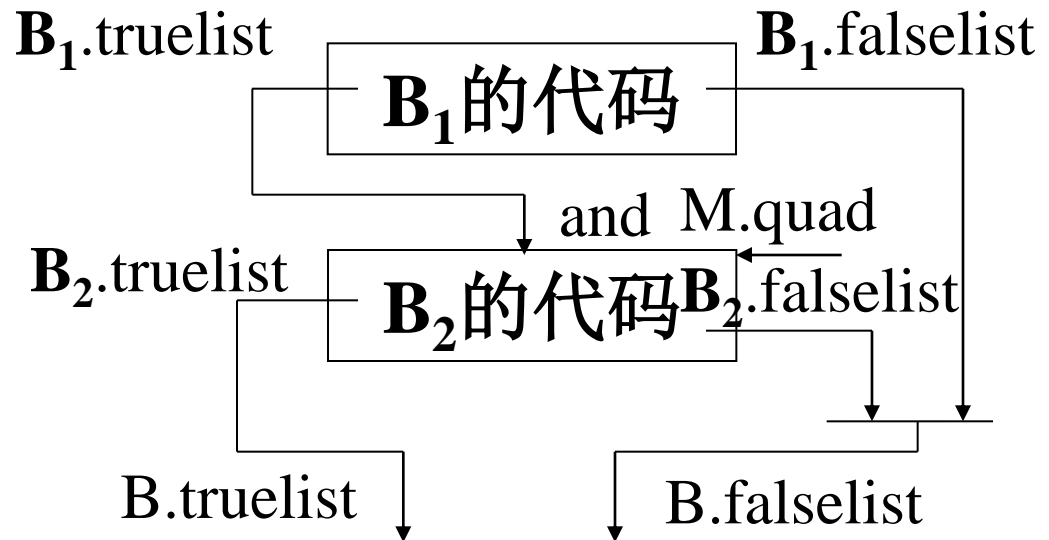 B₁.truelist
B₁.falselist
B₁的代码
and M.quad
B₂.truelist
B₂的代码
B₂.falselist
B.truelist
B.falselist